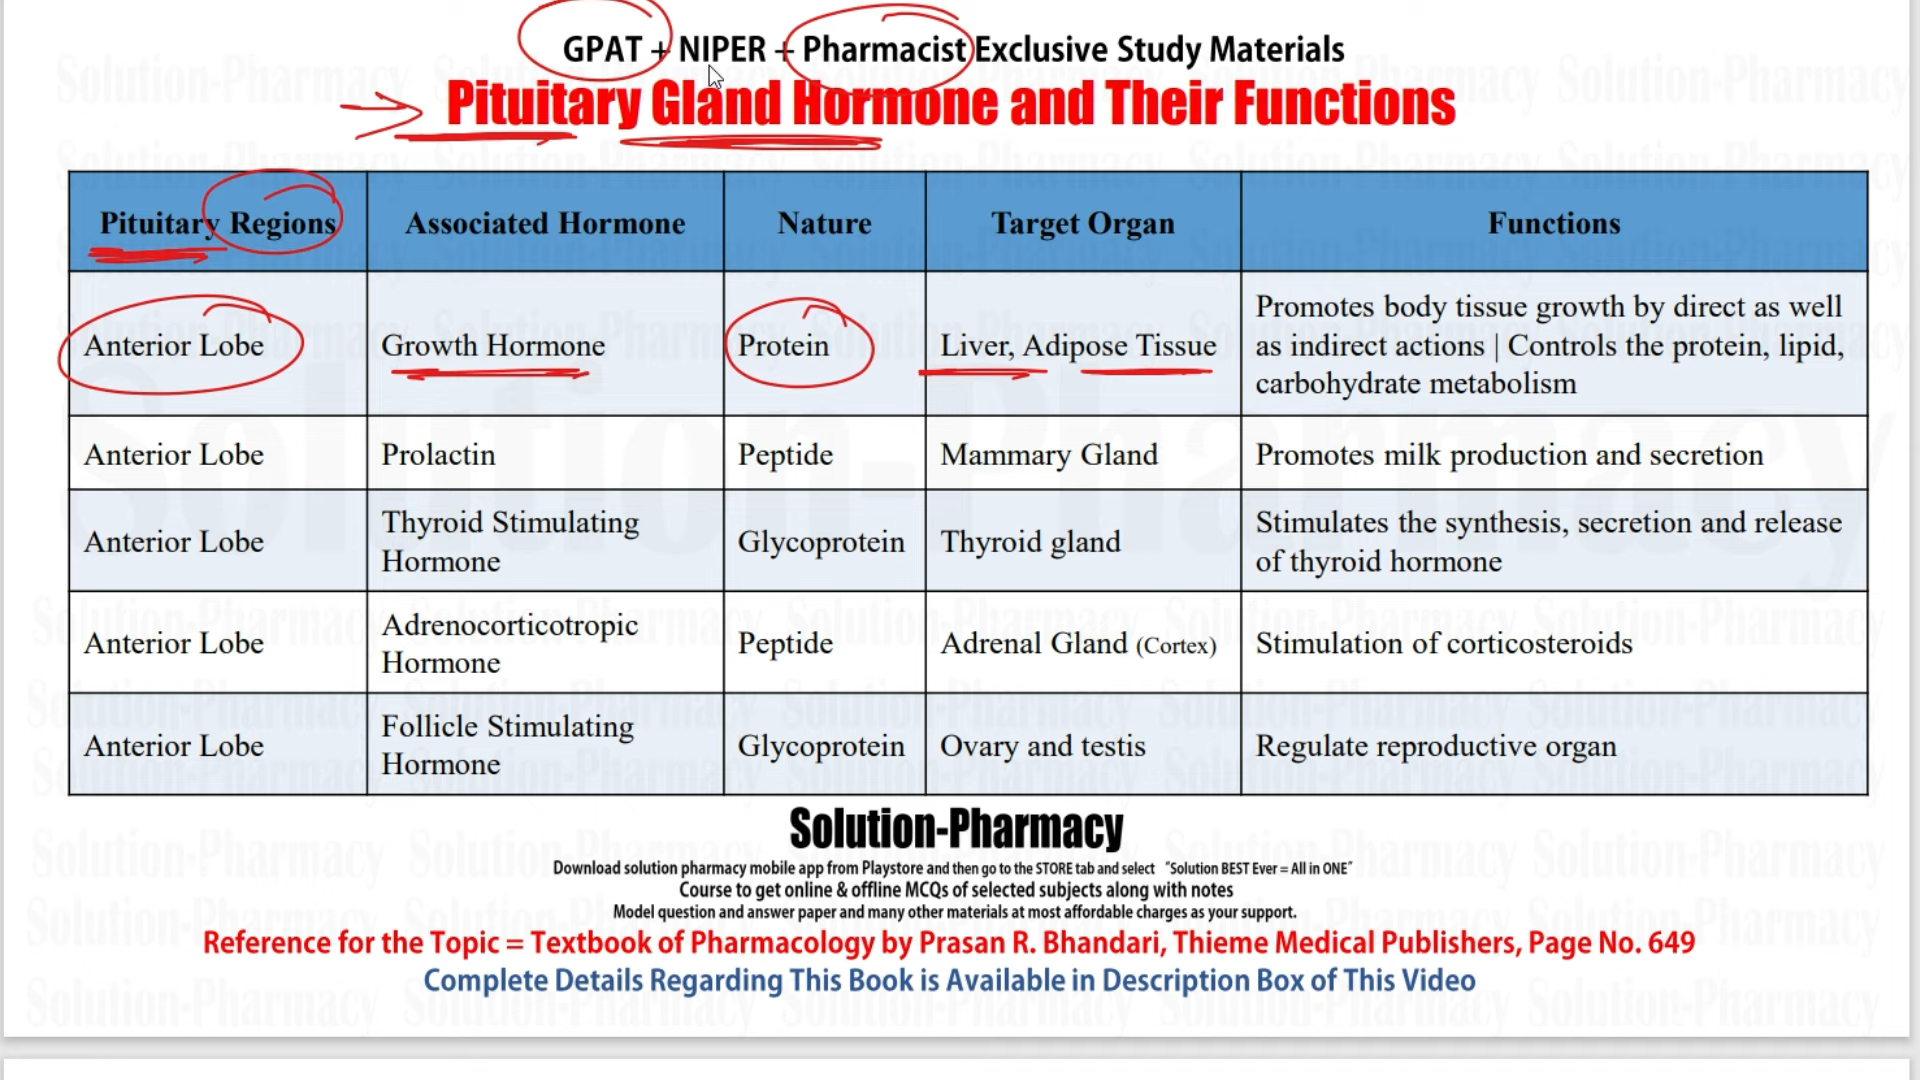 GPAT + NIPER + Pharmacist Exclusive Study Materials
Pituitary Gland Hormone and Their Functions
Pituitary Regions Associated Hormone Nature Target Organ Functions
Anterior Lobe Growth Hormone Protein Liver, Adipose Tissue Promotes body tissue growth by direct as well
as indirect actions | Controls the protein, lipid,
carbohydrate metabolism
Anterior Lobe Prolactin Peptide Mammary Gland Promotes milk production and secretion
Anterior Lobe Thyroid Stimulating
Hormone Glycoprotein Thyroid gland Stimulates the synthesis, secretion and release
of thyroid hormone
Anterior Lobe Adrenocorticotropic
Hormone Peptide Adrenal Gland (Cortex) Stimulation of corticosteroids
Anterior Lobe Follicle Stimulating
Hormone Glycoprotein Ovary and testis Regulate reproductive organ
Solution-Pharmacy
Download solution pharmacy mobile app from Playstore and then go to the STORE tab and select "Solution BEST Ever = All in ONE"
Course to get online & offline MCQs of selected subjects along with notes
Model question and answer paper and many other materials at most affordable charges as your support.
Reference for the Topic = Textbook of Pharmacology by Prasan R. Bhandari, Thieme Medical Publishers, Page No. 649
Complete Details Regarding This Book is Available in Description Box of This Video